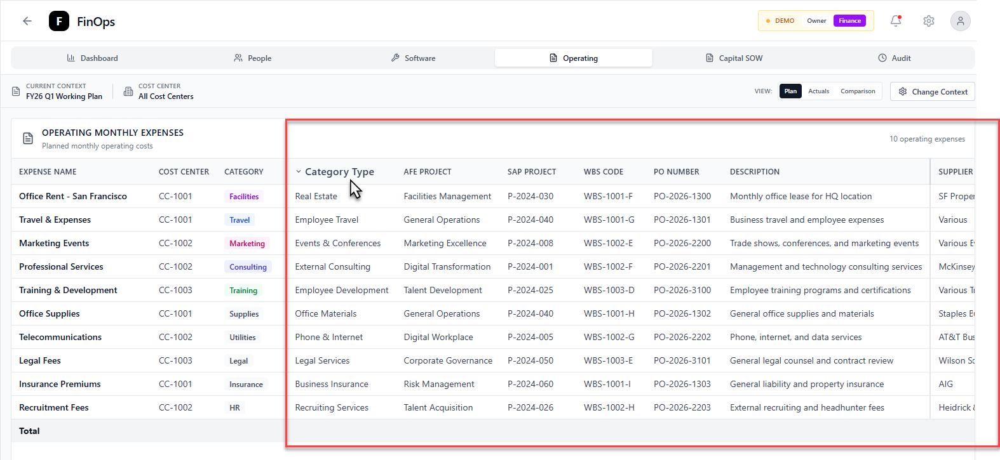 F FinOps
DEMO Owner Finance
Dashboard People Software Operating Capital SOW Audit
CURRENT CONTEXT
FY26 Q1 Working Plan
COST CENTER
All Cost Centers
VIEW: Plan Actuals Comparison Change Context
OPERATING MONTHLY EXPENSES
Planned monthly operating costs
10 operating expenses
EXPENSE NAME COST CENTER CATEGORY Category Type AFE PROJECT SAP PROJECT WBS CODE PO NUMBER DESCRIPTION SUPPLIER
Office Rent - San Francisco CC-1001 Facilities Real Estate Facilities Management P-2024-030 WBS-1001-F PO-2026-1300 Monthly office lease for HQ location SF Proper
Travel & Expenses CC-1001 Travel Employee Travel General Operations P-2024-040 WBS-1001-G PO-2026-1301 Business travel and employee expenses Various
Marketing Events CC-1002 Marketing Events & Conferences Marketing Excellence P-2024-008 WBS-1002-E PO-2026-2200 Trade shows, conferences, and marketing events Various
Professional Services CC-1002 Consulting External Consulting Digital Transformation P-2024-001 WBS-1002-F PO-2026-2201 Management and technology consulting services McKinsey
Training & Development CC-1003 Training Employee Development Talent Development P-2024-025 WBS-1003-D PO-2026-3100 Employee training programs and certifications Various
Office Supplies CC-1001 Supplies Office Materials General Operations P-2024-040 WBS-1001-H PO-2026-1302 General office supplies and materials Staples
Telecommunications CC-1002 Utilities Phone & Internet Digital Workplace P-2024-005 WBS-1002-G PO-2026-2202 Phone, internet, and data services AT&T Bus
Legal Fees CC-1003 Legal Legal Services Corporate Governance P-2024-050 WBS-1003-E PO-2026-3101 General legal counsel and contract review Wilson
Insurance Premiums CC-1001 Insurance Business Insurance Risk Management P-2024-060 WBS-1001-I PO-2026-1303 General liability and property insurance AIG
Recruitment Fees CC-1002 HR Recruiting Services Talent Acquisition P-2024-026 WBS-1002-H PO-2026-2203 External recruiting and headhunter fees Heidrick
Total